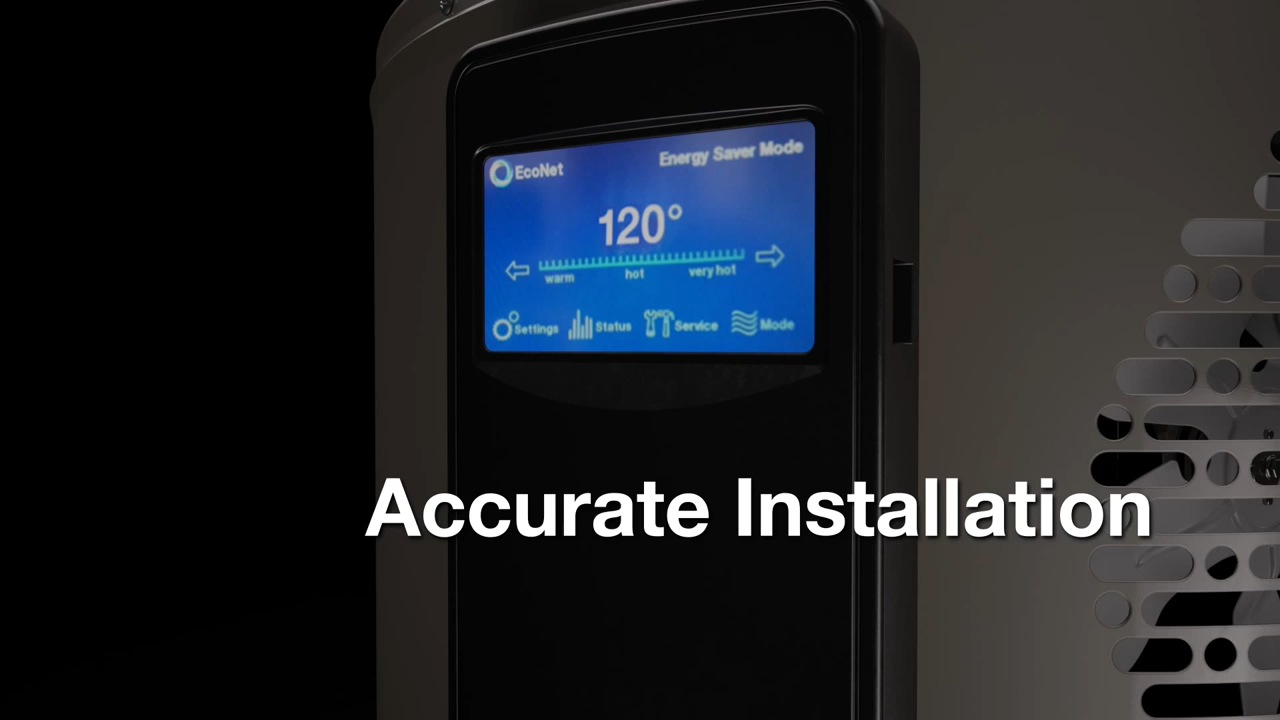 EcoNet
Energy Saver Mode
120°
warm hot very hot
Settings Status Service Mode
Accurate Installation